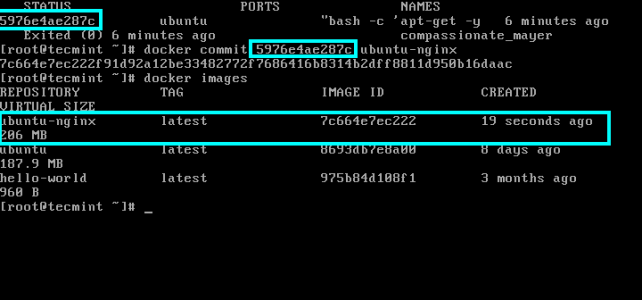 STATUS PORTS NAMES
5976e4ae287c ubuntu "bash -c 'apt-get -y 6 minutes ago
Exited (0) 6 minutes ago compassionate_mayer
[root@tecmint ~]# docker commit 5976e4ae287c ubuntu-nginx
7c664e7ec222f91d92a12be33482772f7686416b8314b2dff8811d950b16daac
[root@tecmint ~]# docker images
REPOSITORY TAG IMAGE ID CREATED
VIRTUAL SIZE
ubuntu-nginx latest 7c664e7ec222 19 seconds ago
206 MB
ubuntu latest 8693db7e8a00 8 days ago
187.9 MB
hello-world latest 975b84d108f1 3 months ago
960 B
[root@tecmint ~]# _